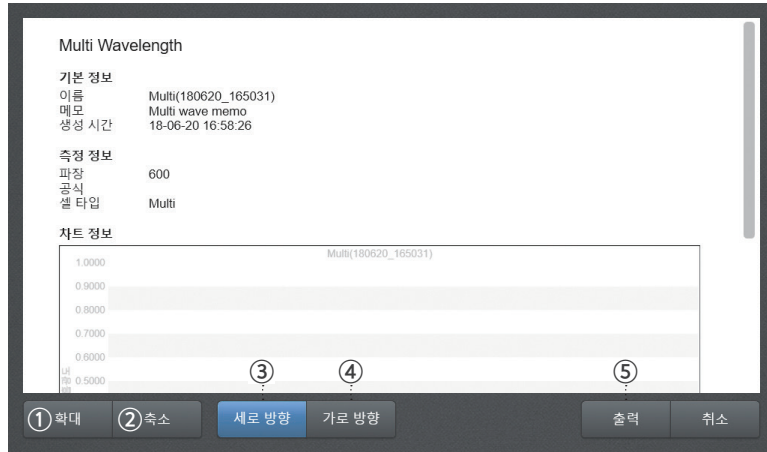 Multi Wavelength
기본 정보
이름 Multi(180620_165031)
메모 Multi wave memo
생성 시간 18-06-20 16:58:26
측정 정보
파장 600
공식
셀 타입 Multi
차트 정보
Multi(180620_165031)
1.0000
0.9000
0.8000
0.7000
0.6000
0.5000
③ ④ ⑤
① 확대 ② 축소 세로 방향 가로 방향 출력 취소